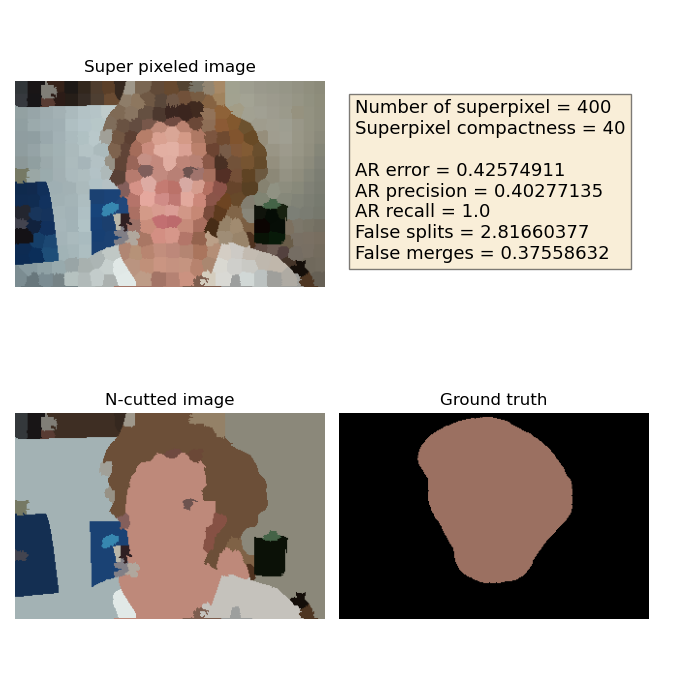 Super pixeled image
Number of superpixel = 400
Superpixel compactness = 40
AR error = 0.42574911
AR precision = 0.40277135
AR recall = 1.0
False splits = 2.81660377
False merges = 0.37558632
N-cutted image
Ground truth